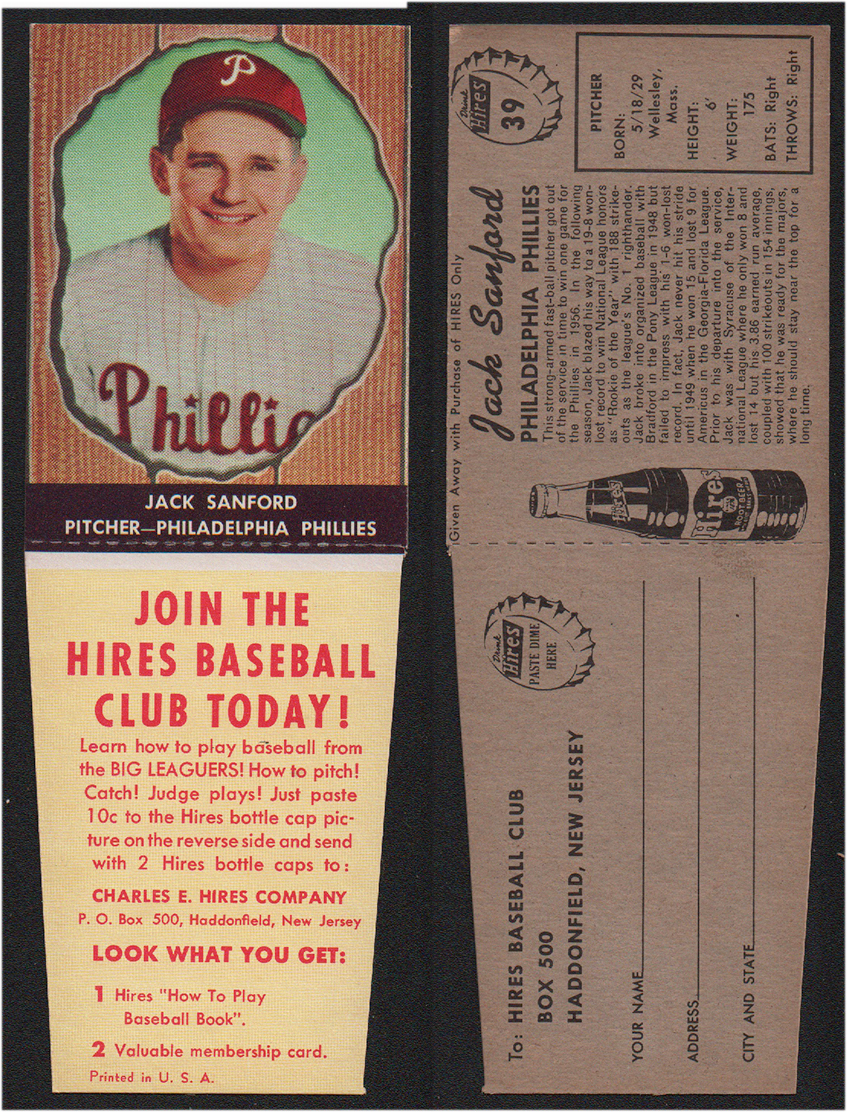 P
Phillie
JACK SANFORD
PITCHER—PHILADELPHIA PHILLIES
JOIN THE
HIRES BASEBALL
CLUB TODAY!
Learn how to play baseball from
the BIG LEAGUERS! How to pitch!
Catch! Judge plays! Just paste
10c to the Hires bottle cap pic-
ture on the reverse side and send
with 2 Hires bottle caps to:
CHARLES E. HIRES COMPANY
P. O. Box 500, Haddonfield, New Jersey
LOOK WHAT YOU GET:
1 Hires "How To Play
Baseball Book".
2 Valuable membership card.
Printed in U. S. A.
Given Away with Purchase of HIRES Only
Drink
Hires
39
Jack Sanford
PHILADELPHIA PHILLIES
This strong-armed fast-ball pitcher got out
of the service in time to win one game for
the Phillies in 1956. In the following
season, Jack blazed his way to a 19-8 won-
lost record to win National League honors
as "Rookie of the Year" with 188 strike-
outs as the league's No. 1 righthander.
Jack broke into organized baseball with
Bradford in the Pony League in 1948 but
failed to impress with his 1-6 won-lost
record. In fact, Jack never hit his stride
until 1949 when he won 15 and lost 9 for
Americus in the Georgia-Florida League.
Prior to his departure into the service,
Jack was with Syracuse of the Inter-
national League where he only won 8 and
lost 14 but his 3.86 earned run average,
coupled with 100 strikeouts in 154 innings,
showed that he was ready for the majors,
where he should stay near the top for a
long time.
PITCHER
BORN:
5/18/29
Wellesley,
Mass.
HEIGHT:
6'
WEIGHT:
175
BATS: Right
THROWS: Right
Hires
Hires
ROOT BEER
Drink
Hires
PASTE DIME
HERE
To: HIRES BASEBALL CLUB
BOX 500
HADDONFIELD, NEW JERSEY
YOUR NAME
ADDRESS
CITY AND STATE